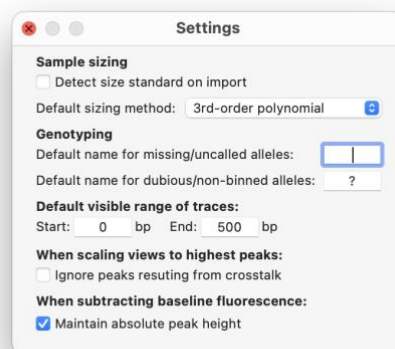 Settings
Sample sizing
Detect size standard on import
Default sizing method: 3rd-order polynomial
Genotyping
Default name for missing/uncalled alleles:
Default name for dubious/non-binned alleles: ?
Default visible range of traces:
Start: 0 bp End: 500 bp
When scaling views to highest peaks:
Ignore peaks resuting from crosstalk
When subtracting baseline fluorescence:
Maintain absolute peak height